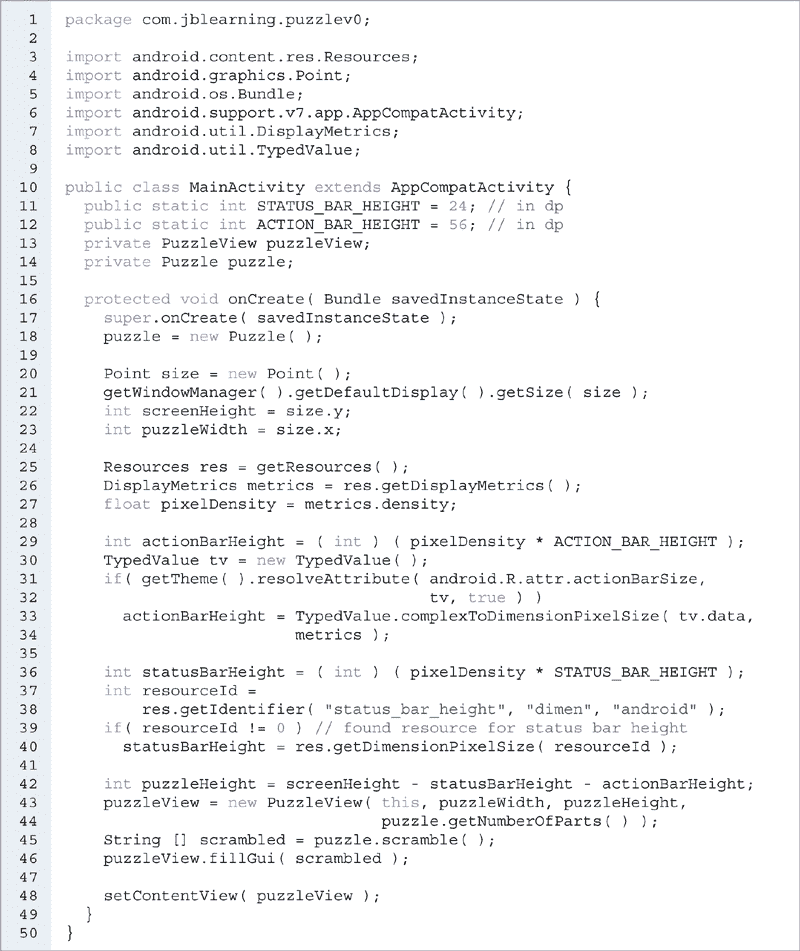 1 package com.jblearning.puzzlev0;
2
3 import android.content.res.Resources;
4 import android.graphics.Point;
5 import android.os.Bundle;
6 import android.support.v7.app.AppCompatActivity;
7 import android.util.DisplayMetrics;
8 import android.util.TypedValue;
9
10 public class MainActivity extends AppCompatActivity {
11   public static int STATUS_BAR_HEIGHT = 24; // in dp
12   public static int ACTION_BAR_HEIGHT = 56; // in dp
13   private PuzzleView puzzleView;
14   private Puzzle puzzle;
15
16   protected void onCreate( Bundle savedInstanceState ) {
17     super.onCreate( savedInstanceState );
18     puzzle = new Puzzle( );
19
20     Point size = new Point( );
21     getWindowManager( ).getDefaultDisplay( ).getSize( size );
22     int screenHeight = size.y;
23     int puzzleWidth = size.x;
24
25     Resources res = getResources( );
26     DisplayMetrics metrics = res.getDisplayMetrics( );
27     float pixelDensity = metrics.density;
28
29     int actionBarHeight = ( int ) ( pixelDensity * ACTION_BAR_HEIGHT );
30     TypedValue tv = new TypedValue( );
31     if( getTheme( ).resolveAttribute( android.R.attr.actionBarSize,
32                                       tv, true ) )
33       actionBarHeight = TypedValue.complexToDimensionPixelSize( tv.data,
34                         metrics );
35
36     int statusBarHeight = ( int ) ( pixelDensity * STATUS_BAR_HEIGHT );
37     int resourceId =
38         res.getIdentifier( "status_bar_height", "dimen", "android" );
39     if( resourceId != 0 ) // found resource for status bar height
40       statusBarHeight = res.getDimensionPixelSize( resourceId );
41
42     int puzzleHeight = screenHeight - statusBarHeight - actionBarHeight;
43     puzzleView = new PuzzleView( this, puzzleWidth, puzzleHeight,
44                                  puzzle.getNumberOfParts( ) );
45     String [] scrambled = puzzle.scramble( );
46     puzzleView.fillGui( scrambled );
47
48     setContentView( puzzleView );
49   }
50 }